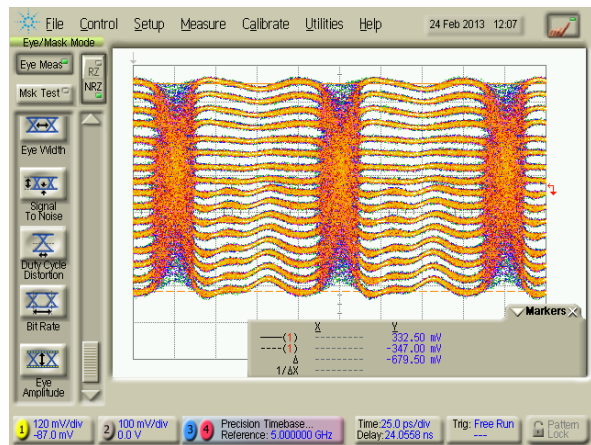 File Control Setup Measure Calibrate Utilities Help 24 Feb 2013 12:07
Eye/Mask Mode
Eye Meas
RZ
NRZ
Msk Test
Eye Width
Signal
To Noise
Duty Cycle
Distortion
Bit Rate
Eye
Amplitude
Markers X
X Y
——(1) --------- 332.50 mV
----(1) --------- -347.00 mV
Δ --------- -679.50 mV
1/ΔX ---------
1 120 mV/div
-87.0 mV
2 100 mV/div
0.0 V
3 4 Precision Timebase...
Reference: 5.000000 GHz
Time:25.0 ps/div
Delay:24.0558 ns
Trig: Free Run
---
Pattern
Lock